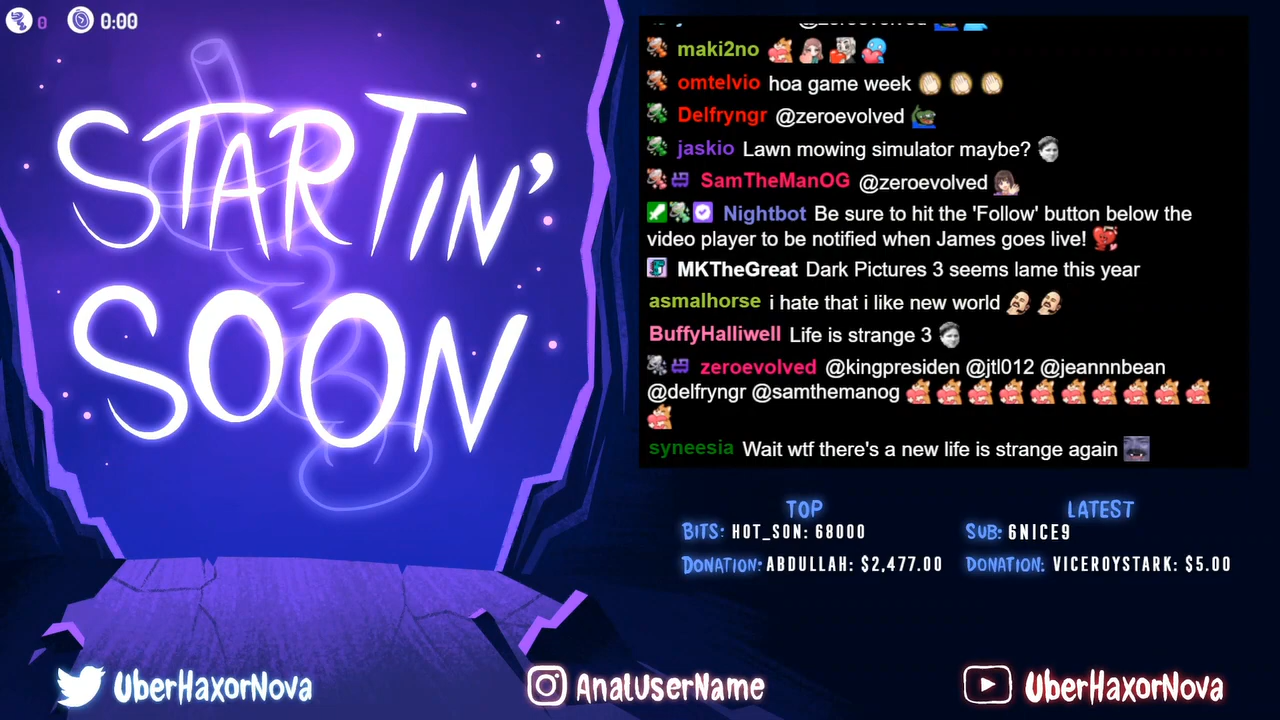 0 0:00
STARTIN'
SOON
@zeroevolved
maki2no
omtelvio hoa game week
Delfryngr @zeroevolved
jaskio Lawn mowing simulator maybe?
SamTheManOG @zeroevolved
Nightbot Be sure to hit the 'Follow' button below the
video player to be notified when James goes live!
MKTheGreat Dark Pictures 3 seems lame this year
asmalhorse i hate that i like new world
BuffyHalliwell Life is strange 3
zeroevolved @kingpresiden @jtl012 @jeannnbean
@delfryngr @samthemanog
syneesia Wait wtf there's a new life is strange again
TOP
BITS: HOT_SON: 68000
DONATION: ABDULLAH: $2,477.00
LATEST
SUB: 6NICE9
DONATION: VICEROYSTARK: $5.00
UberHaxorNova
AnalUserName
UberHaxorNova